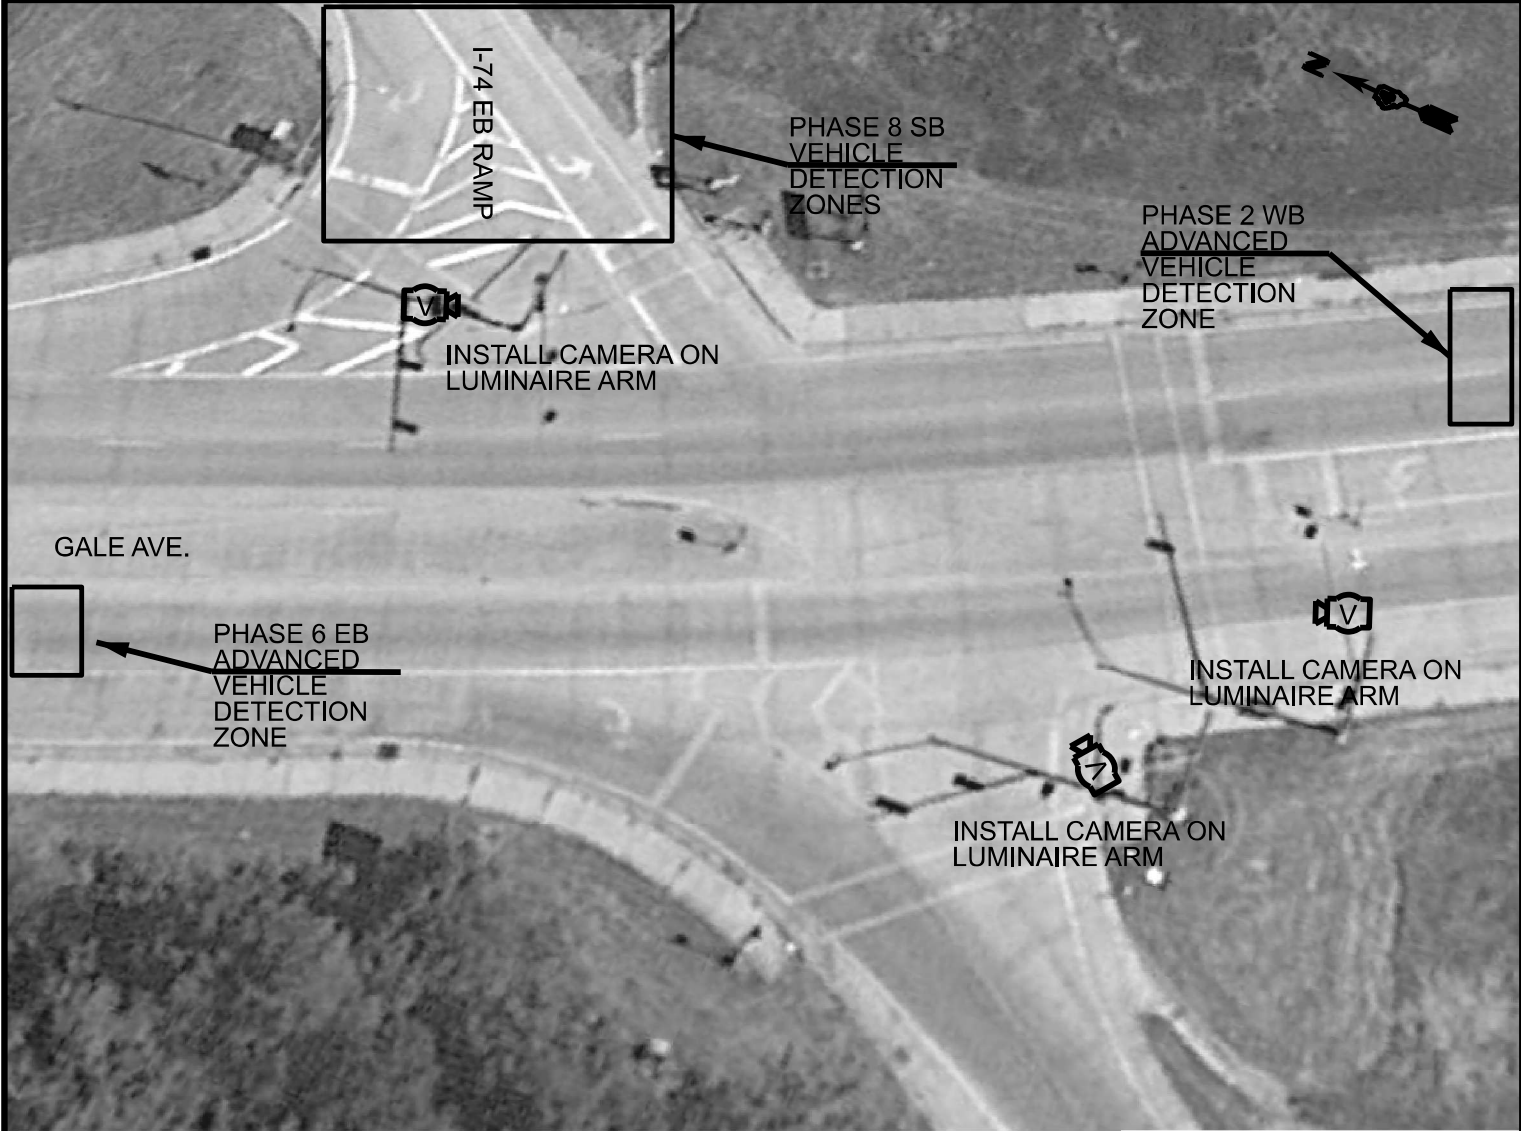 I-74 EB RAMP
N
PHASE 8 SB
VEHICLE
DETECTION
ZONES
PHASE 2 WB
ADVANCED
VEHICLE
DETECTION
ZONE
V
INSTALL CAMERA ON
LUMINAIRE ARM
GALE AVE.
PHASE 6 EB
ADVANCED
VEHICLE
DETECTION
ZONE
V
INSTALL CAMERA ON
LUMINAIRE ARM
V
INSTALL CAMERA ON
LUMINAIRE ARM